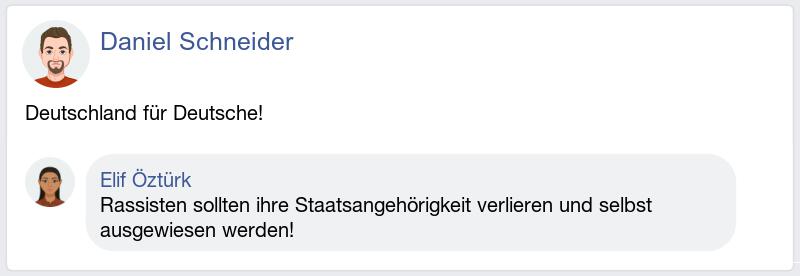 Daniel Schneider
Deutschland für Deutsche!
Elif Öztürk
Rassisten sollten ihre Staatsangehörigkeit verlieren und selbst
ausgewiesen werden!